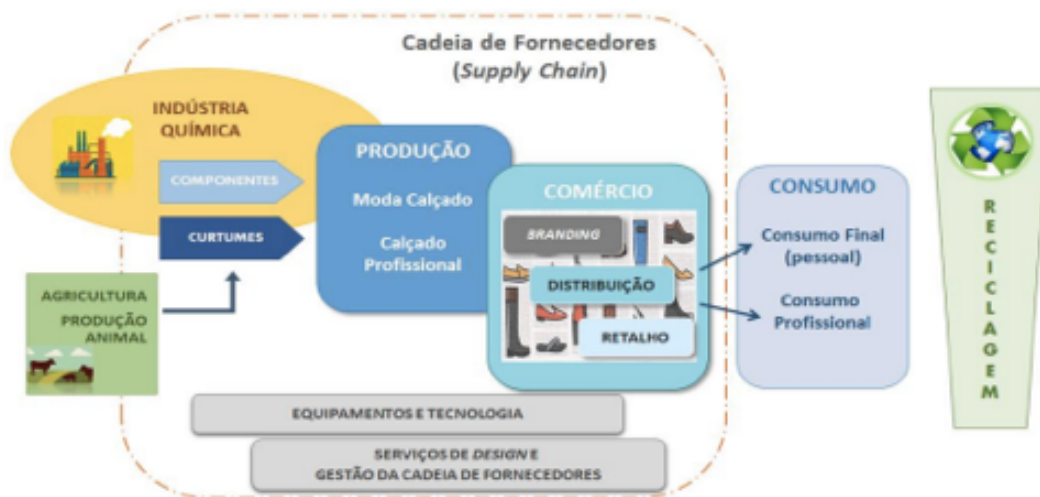 Cadeia de Fornecedores
(Supply Chain)
INDÚSTRIA
QUÍMICA
COMPONENTES
CURTUMES
AGRICULTURA
PRODUÇÃO
ANIMAL
PRODUÇÃO
Moda Calçado
Calçado
Profissional
COMÉRCIO
BRANDING
DISTRIBUIÇÃO
RETALHO
CONSUMO
Consumo Final
(pessoal)
Consumo
Profissional
RECICLAGEM
EQUIPAMENTOS E TECNOLOGIA
SERVIÇOS DE DESIGN E
GESTÃO DA CADEIA DE FORNECEDORES